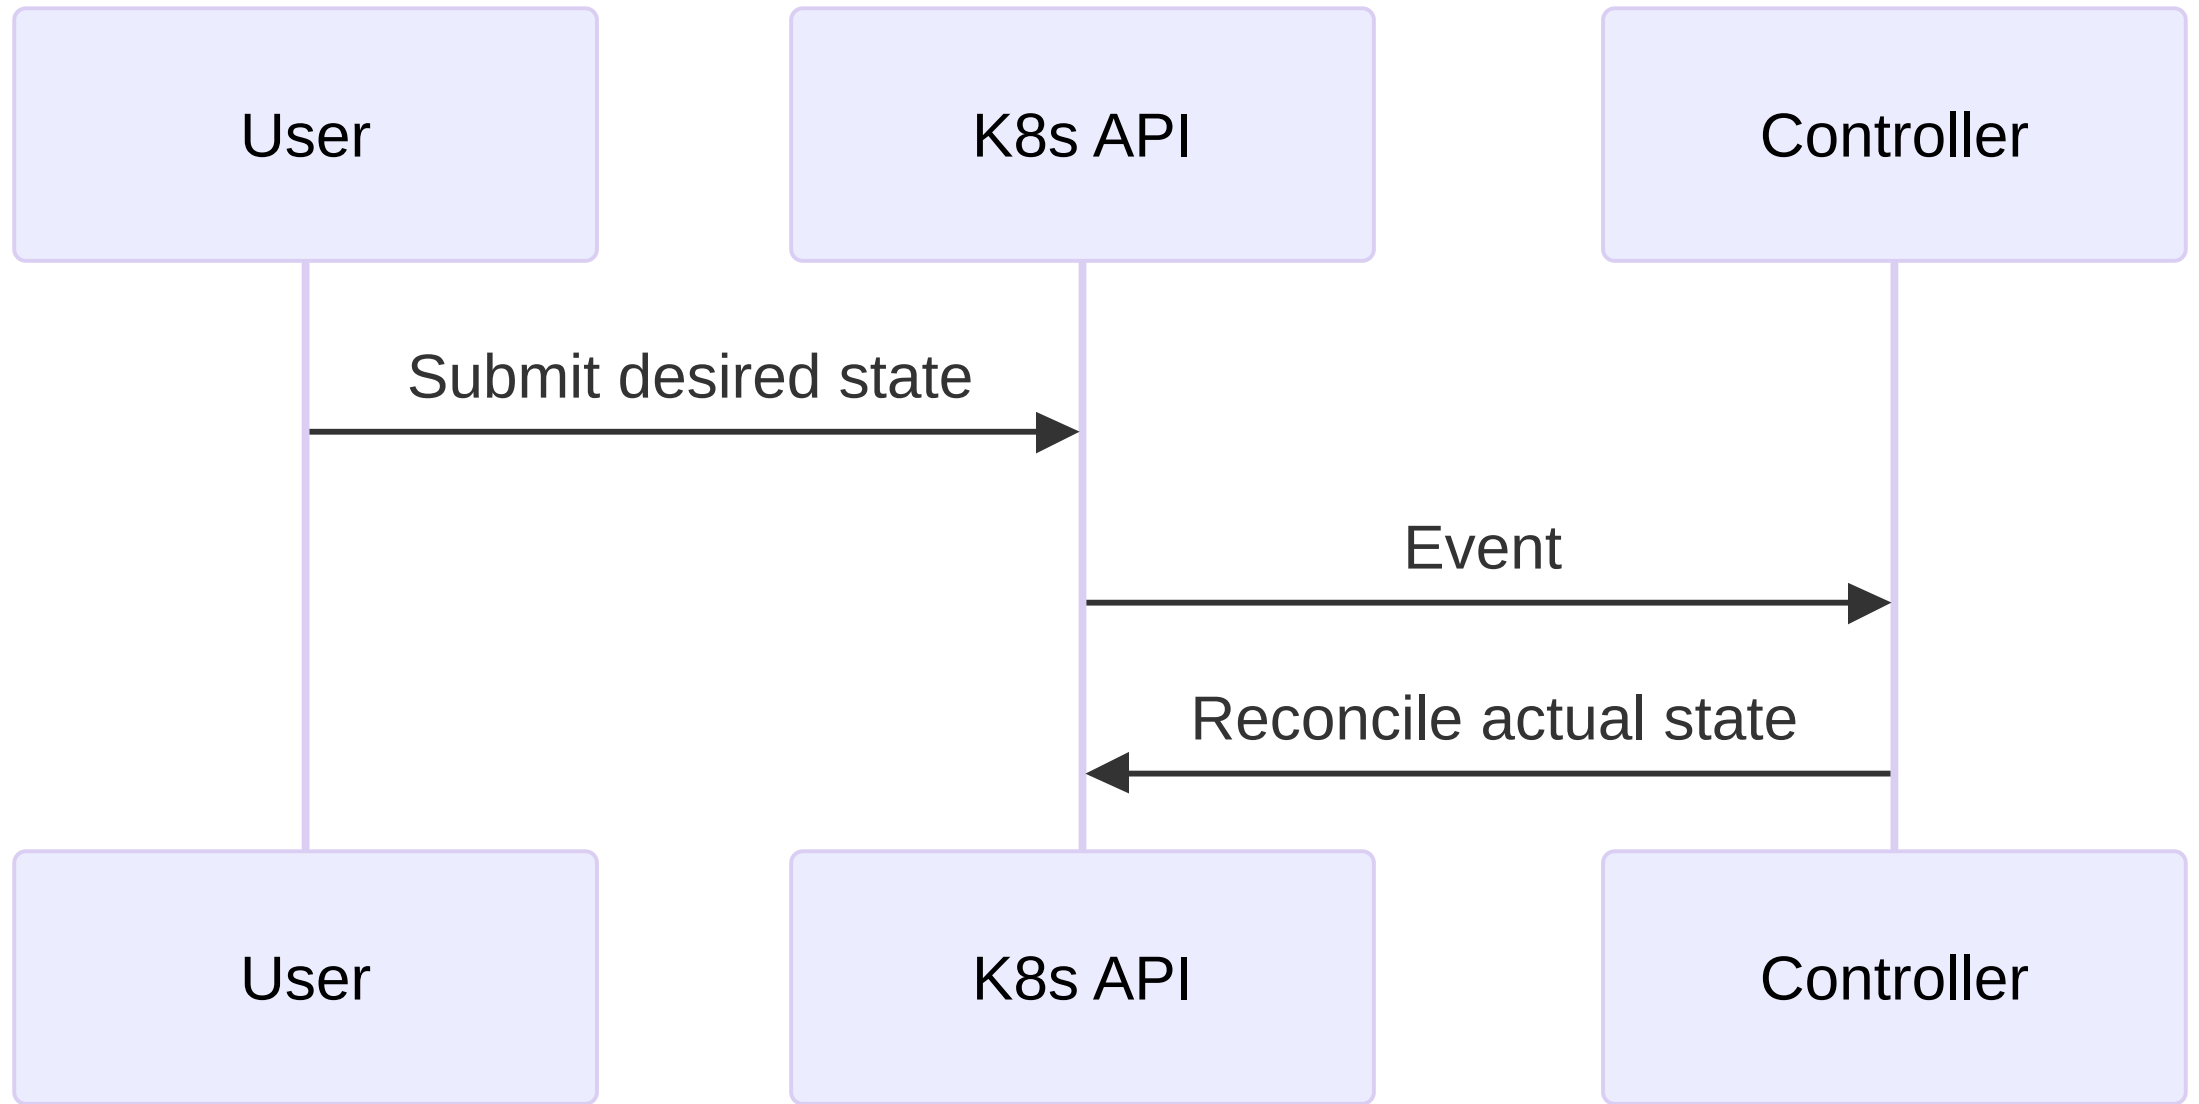 User
K8s API
Controller
Submit desired state
Event
Reconcile actual state
User
K8s API
Controller